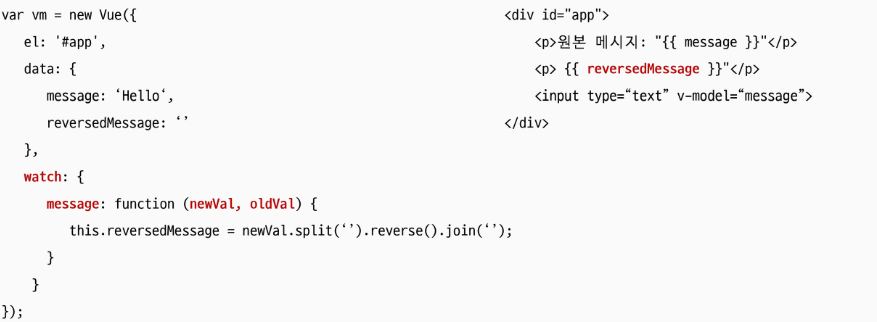 var vm = new Vue({
el: '#app',
data: {
message: ‘Hello‘,
reversedMessage: ‘’
},
watch: {
message: function (newVal, oldVal) {
this.reversedMessage = newVal.split(‘’).reverse().join(‘’);
}
}
});
<div id="app">
<p>원본 메시지: "{{ message }}"</p>
<p> {{ reversedMessage }}"</p>
<input type=“text” v-model=“message”>
</div>